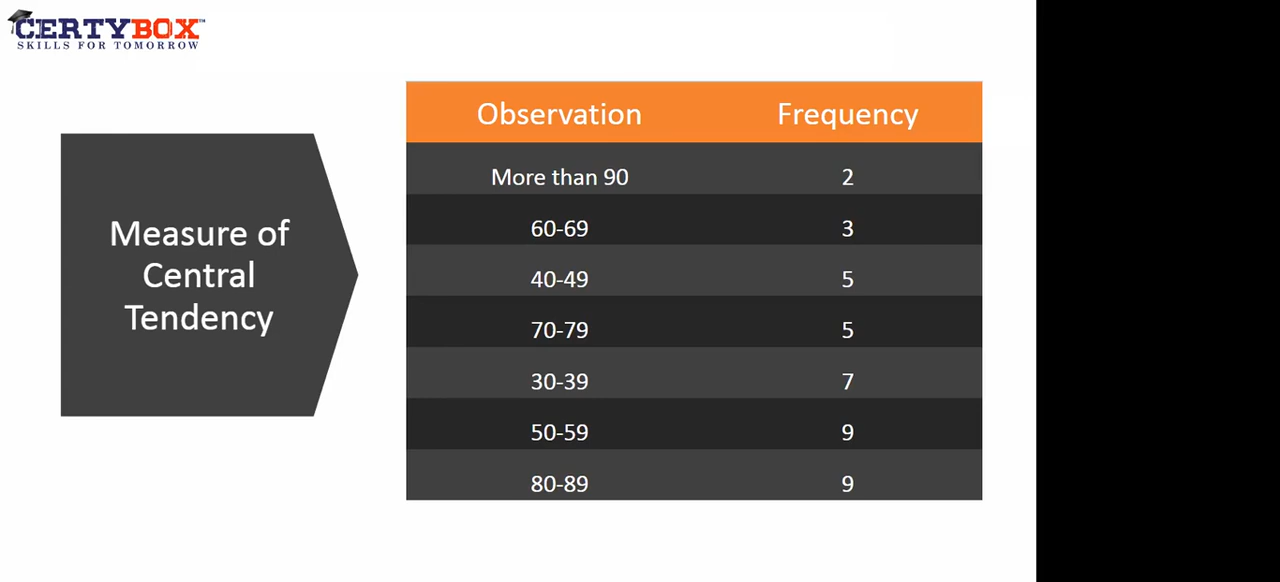 CERTYBOX™
SKILLS FOR TOMORROW
Measure of
Central
Tendency
Observation Frequency
More than 90 2
60-69 3
40-49 5
70-79 5
30-39 7
50-59 9
80-89 9